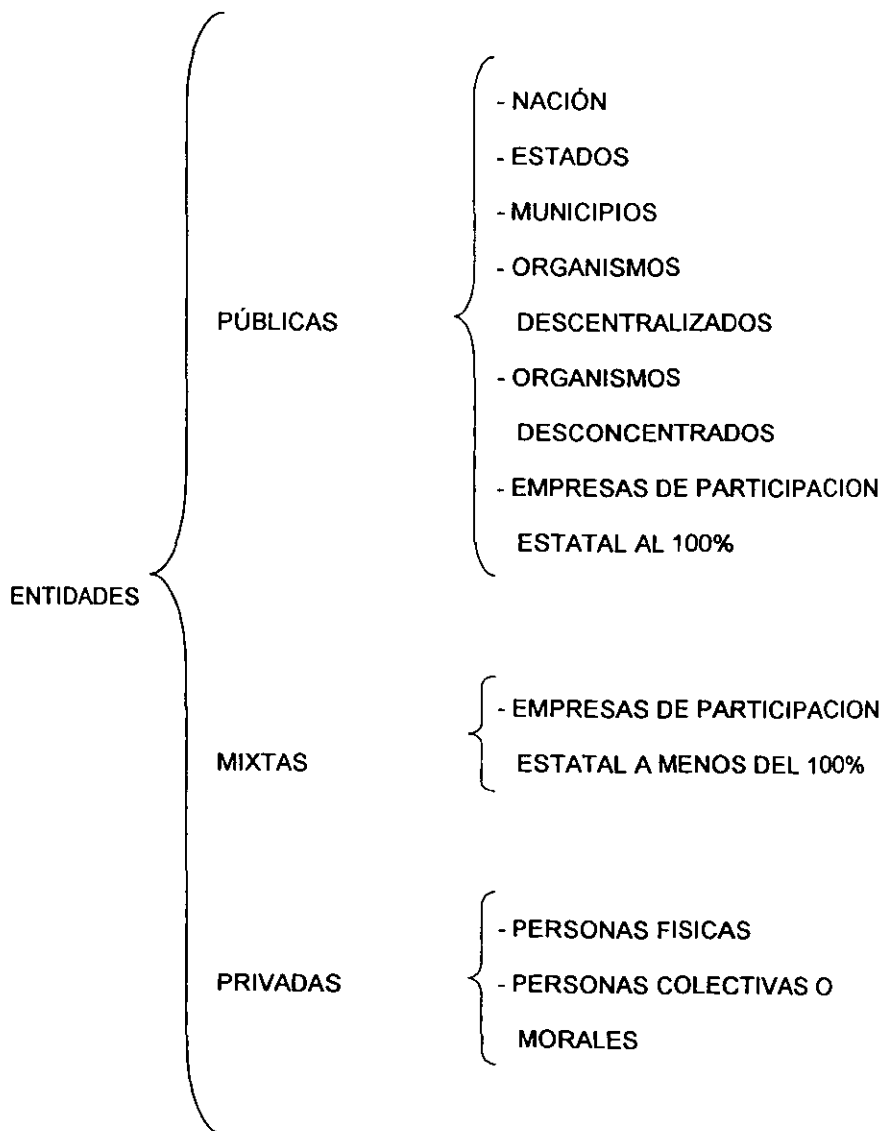 ENTIDADES
PÚBLICAS
- NACIÓN
- ESTADOS
- MUNICIPIOS
- ORGANISMOS
DESCENTRALIZADOS
- ORGANISMOS
DESCONCENTRADOS
- EMPRESAS DE PARTICIPACION
ESTATAL AL 100%
MIXTAS
- EMPRESAS DE PARTICIPACION
ESTATAL A MENOS DEL 100%
PRIVADAS
- PERSONAS FISICAS
- PERSONAS COLECTIVAS O
MORALES